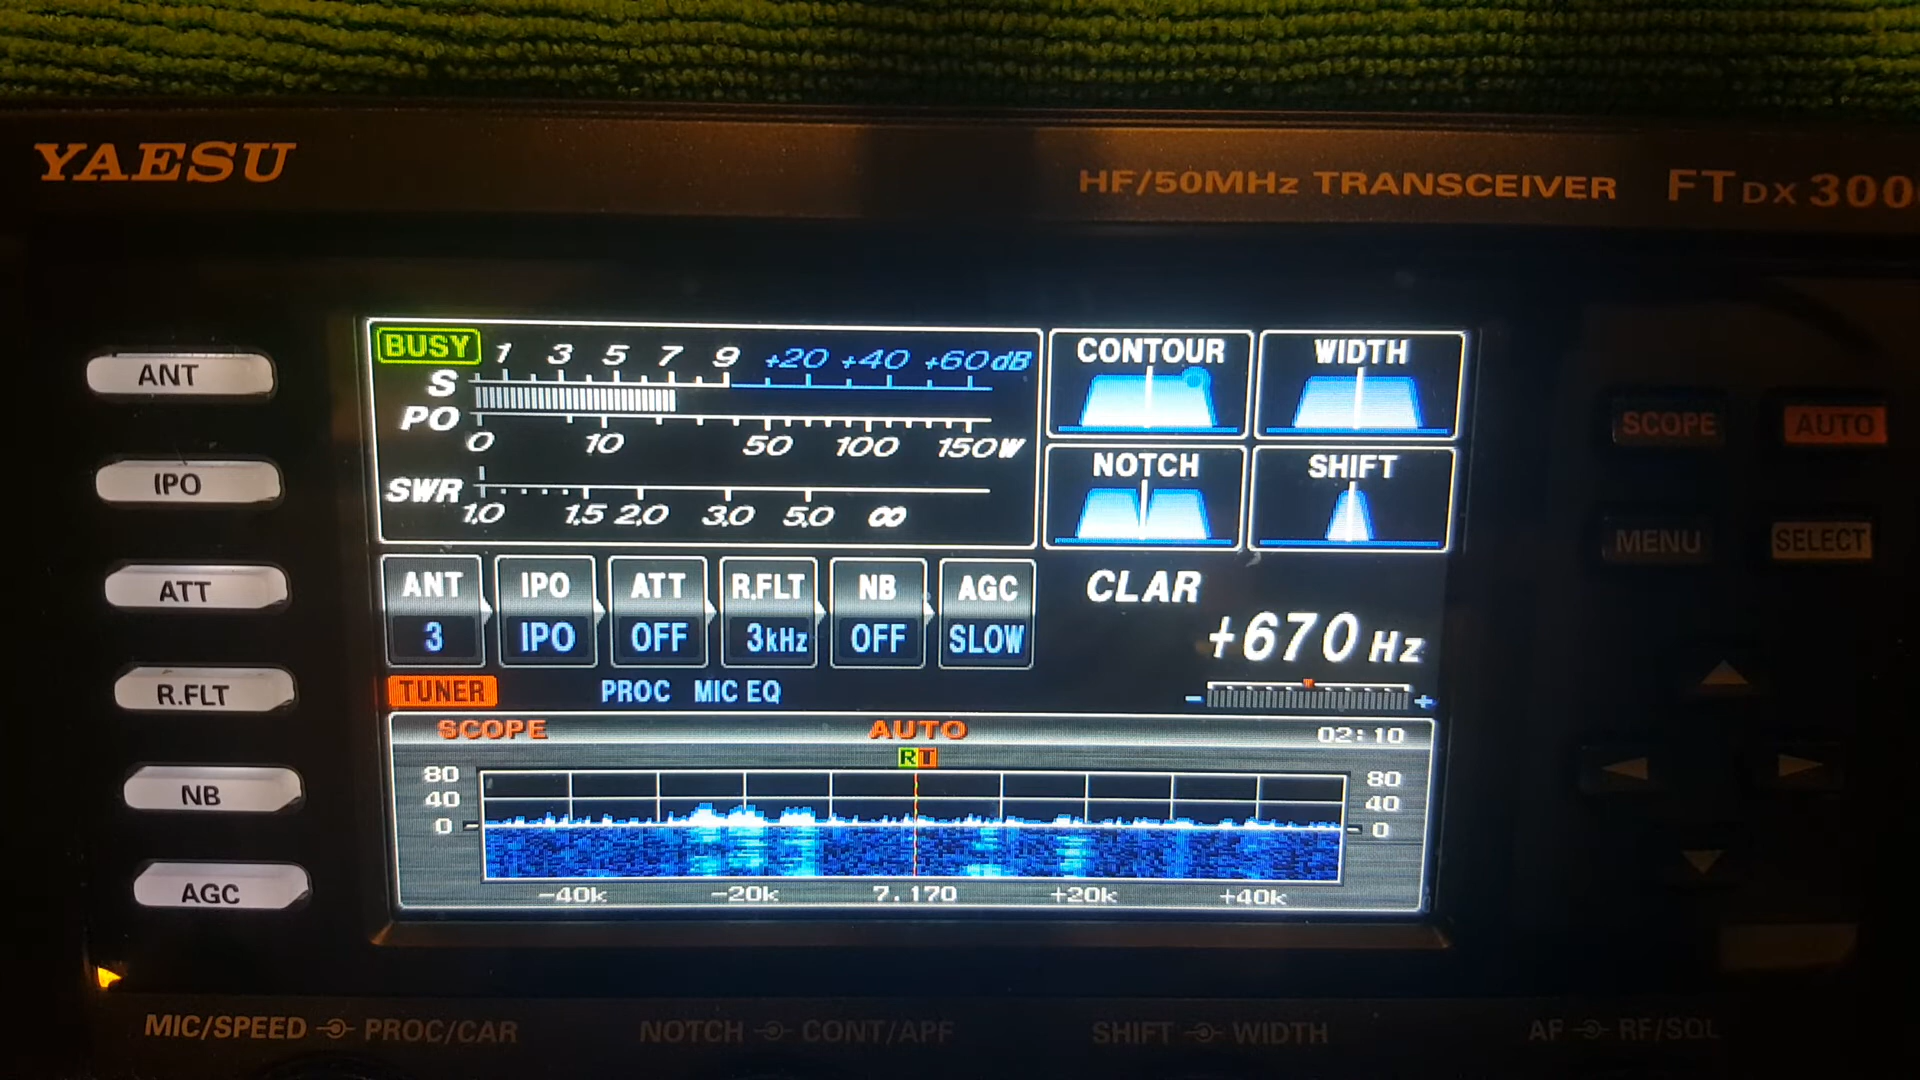 YAESU
HF/50MHz TRANSCEIVER FTDX300
BUSY 1 3 5 7 9 +20 +40 +60dB
S
PO
0 10 50 100 150W
SWR
1.0 1.5 2.0 3.0 5.0 ∞
CONTOUR WIDTH
NOTCH SHIFT
ANT IPO ATT R.FLT NB AGC
3 IPO OFF 3kHz OFF SLOW
CLAR
+670 Hz
TUNER PROC MIC EQ
- +
SCOPE AUTO 02:10
RT
80 80
40 40
0 0
-40k -20k 7.170 +20k +40k
ANT
IPO
ATT
R.FLT
NB
AGC
SCOPE AUTO
MENU SELECT
MIC/SPEED PROC/CAR NOTCH CONT/APF SHIFT WIDTH AF RF/SQL